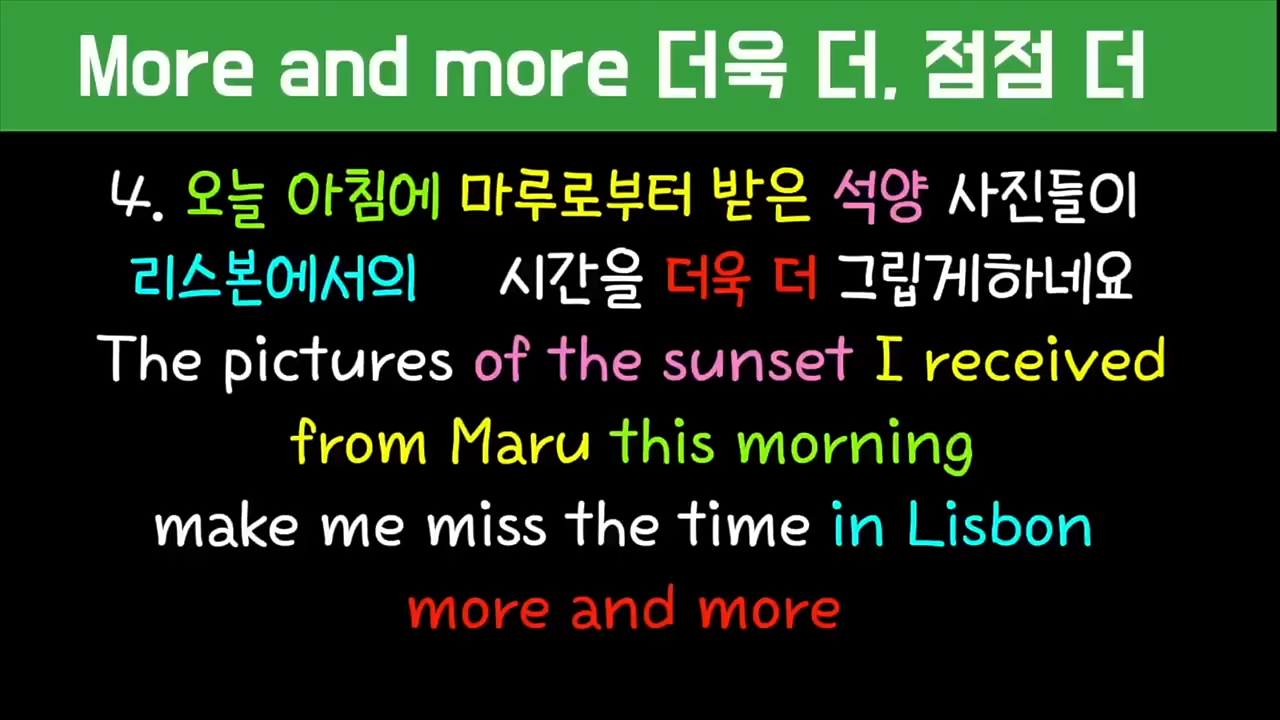 More and more 더욱 더, 점점 더
4. 오늘 아침에 마루로부터 받은 석양 사진들이
리스본에서의 시간을 더욱 더 그립게하네요
The pictures of the sunset I received
from Maru this morning
make me miss the time in Lisbon
more and more